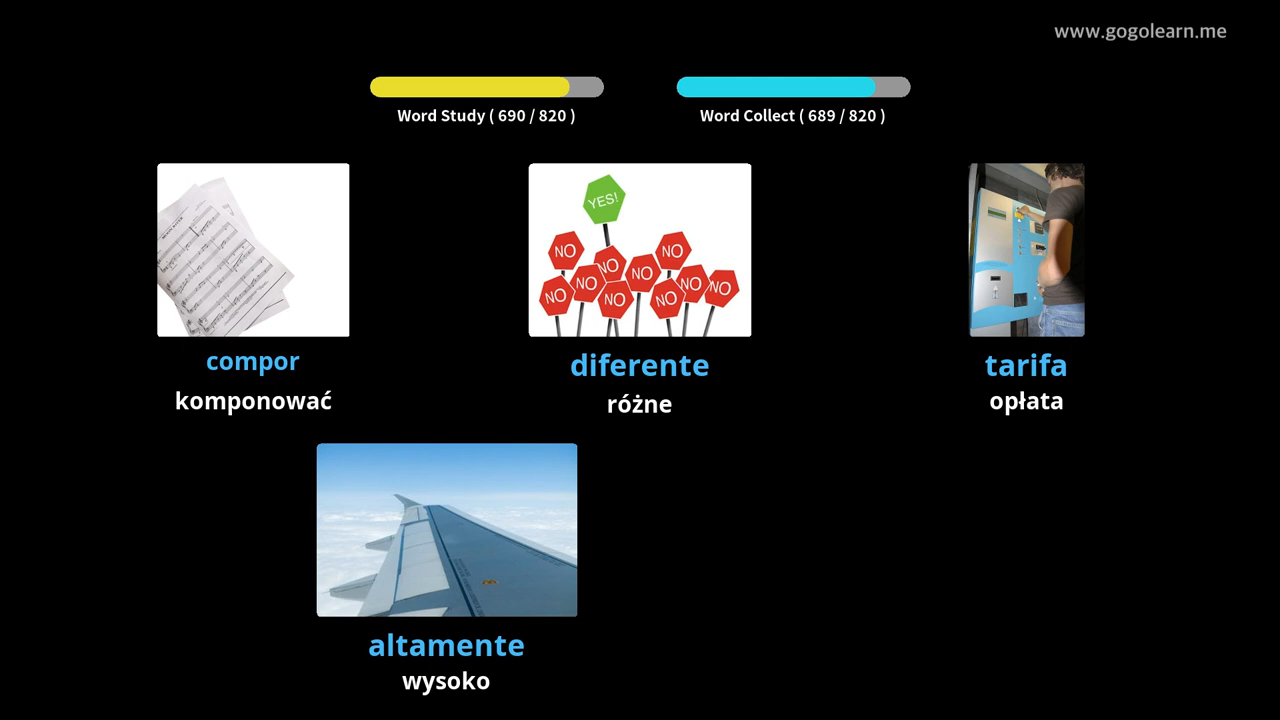 www.gogolearn.me
Word Study ( 690 / 820 )
Word Collect ( 689 / 820 )
YES!
NO
NO
NO
NO
NO
NO
NO
NO
NO
NO
compor
komponować
diferente
różne
tarifa
opłata
altamente
wysoko